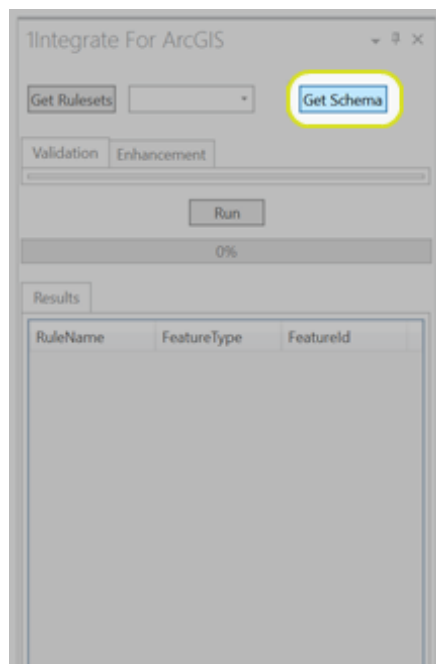 1Integrate For ArcGIS
Get Rulesets Get Schema
Validation Enhancement
Run
0%
Results
RuleName FeatureType FeatureId